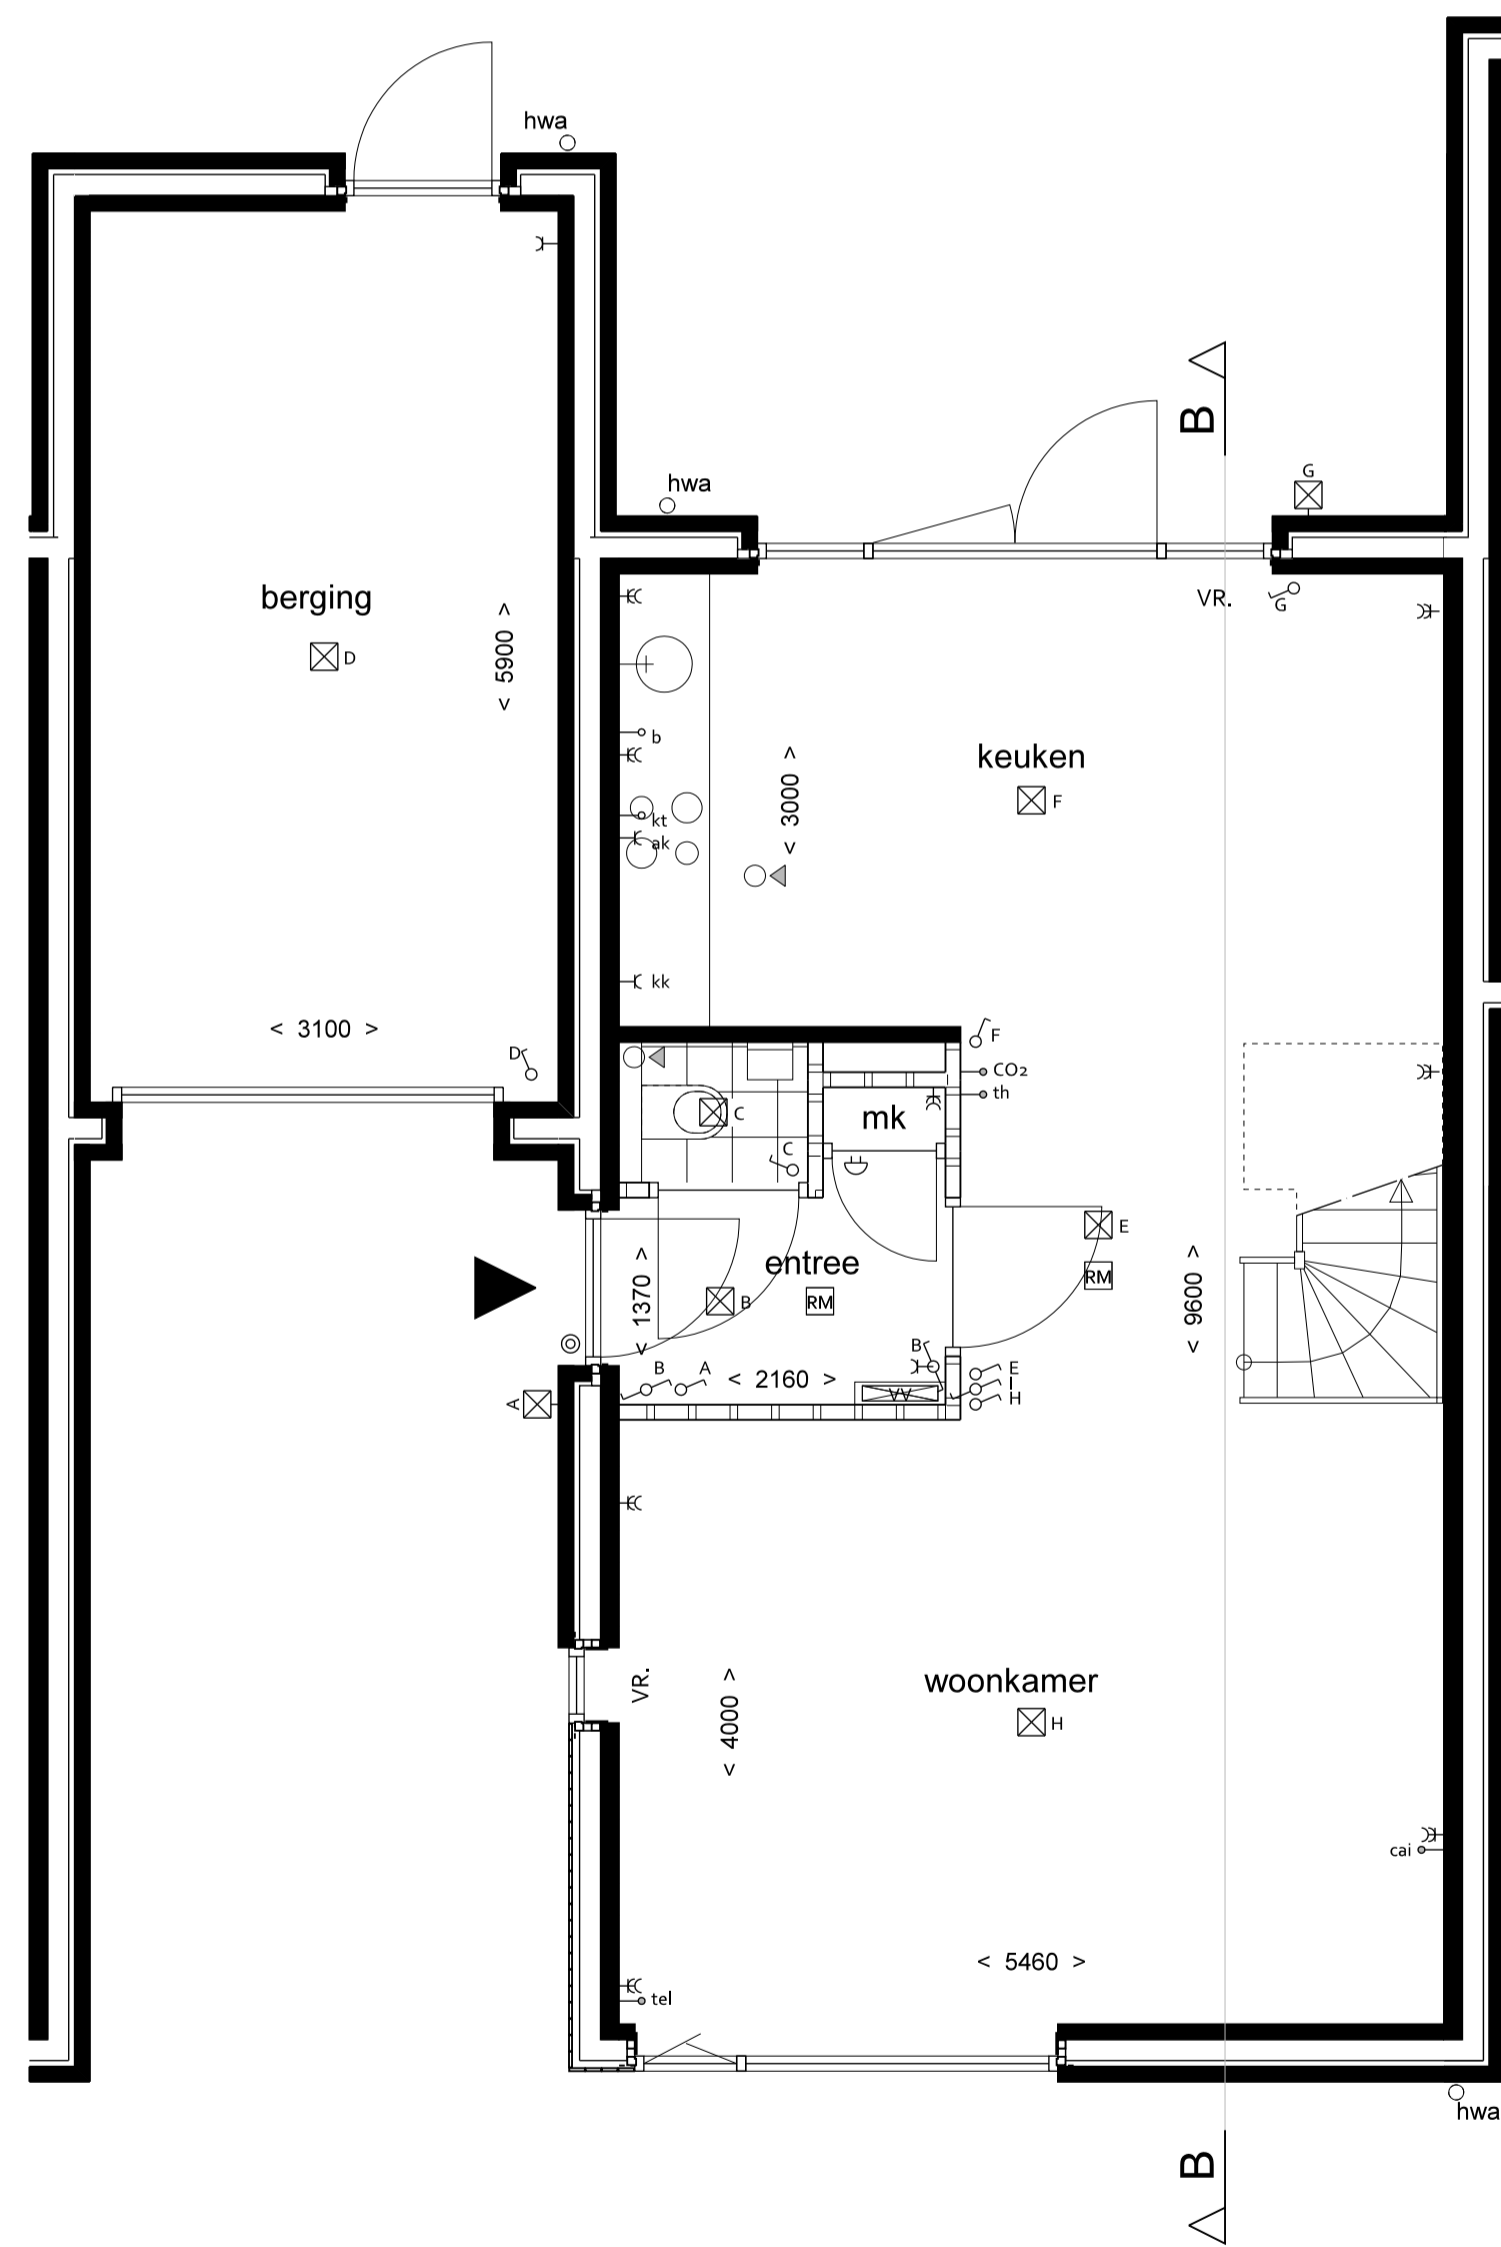 hwa
B
G
hwa
VR.
G
berging
D
< 5900 >
b
keuken
F
< 3000 >
kt
ak
kk
< 3100 >
D
F
CO2
th
C
mk
C
E
RM
entree
B
RM
< 1370 >
< 9600 >
B
A
< 2160 >
B
VV
E
I
H
A
VR.
woonkamer
H
< 4000 >
cai
< 5460 >
tel
hwa
B